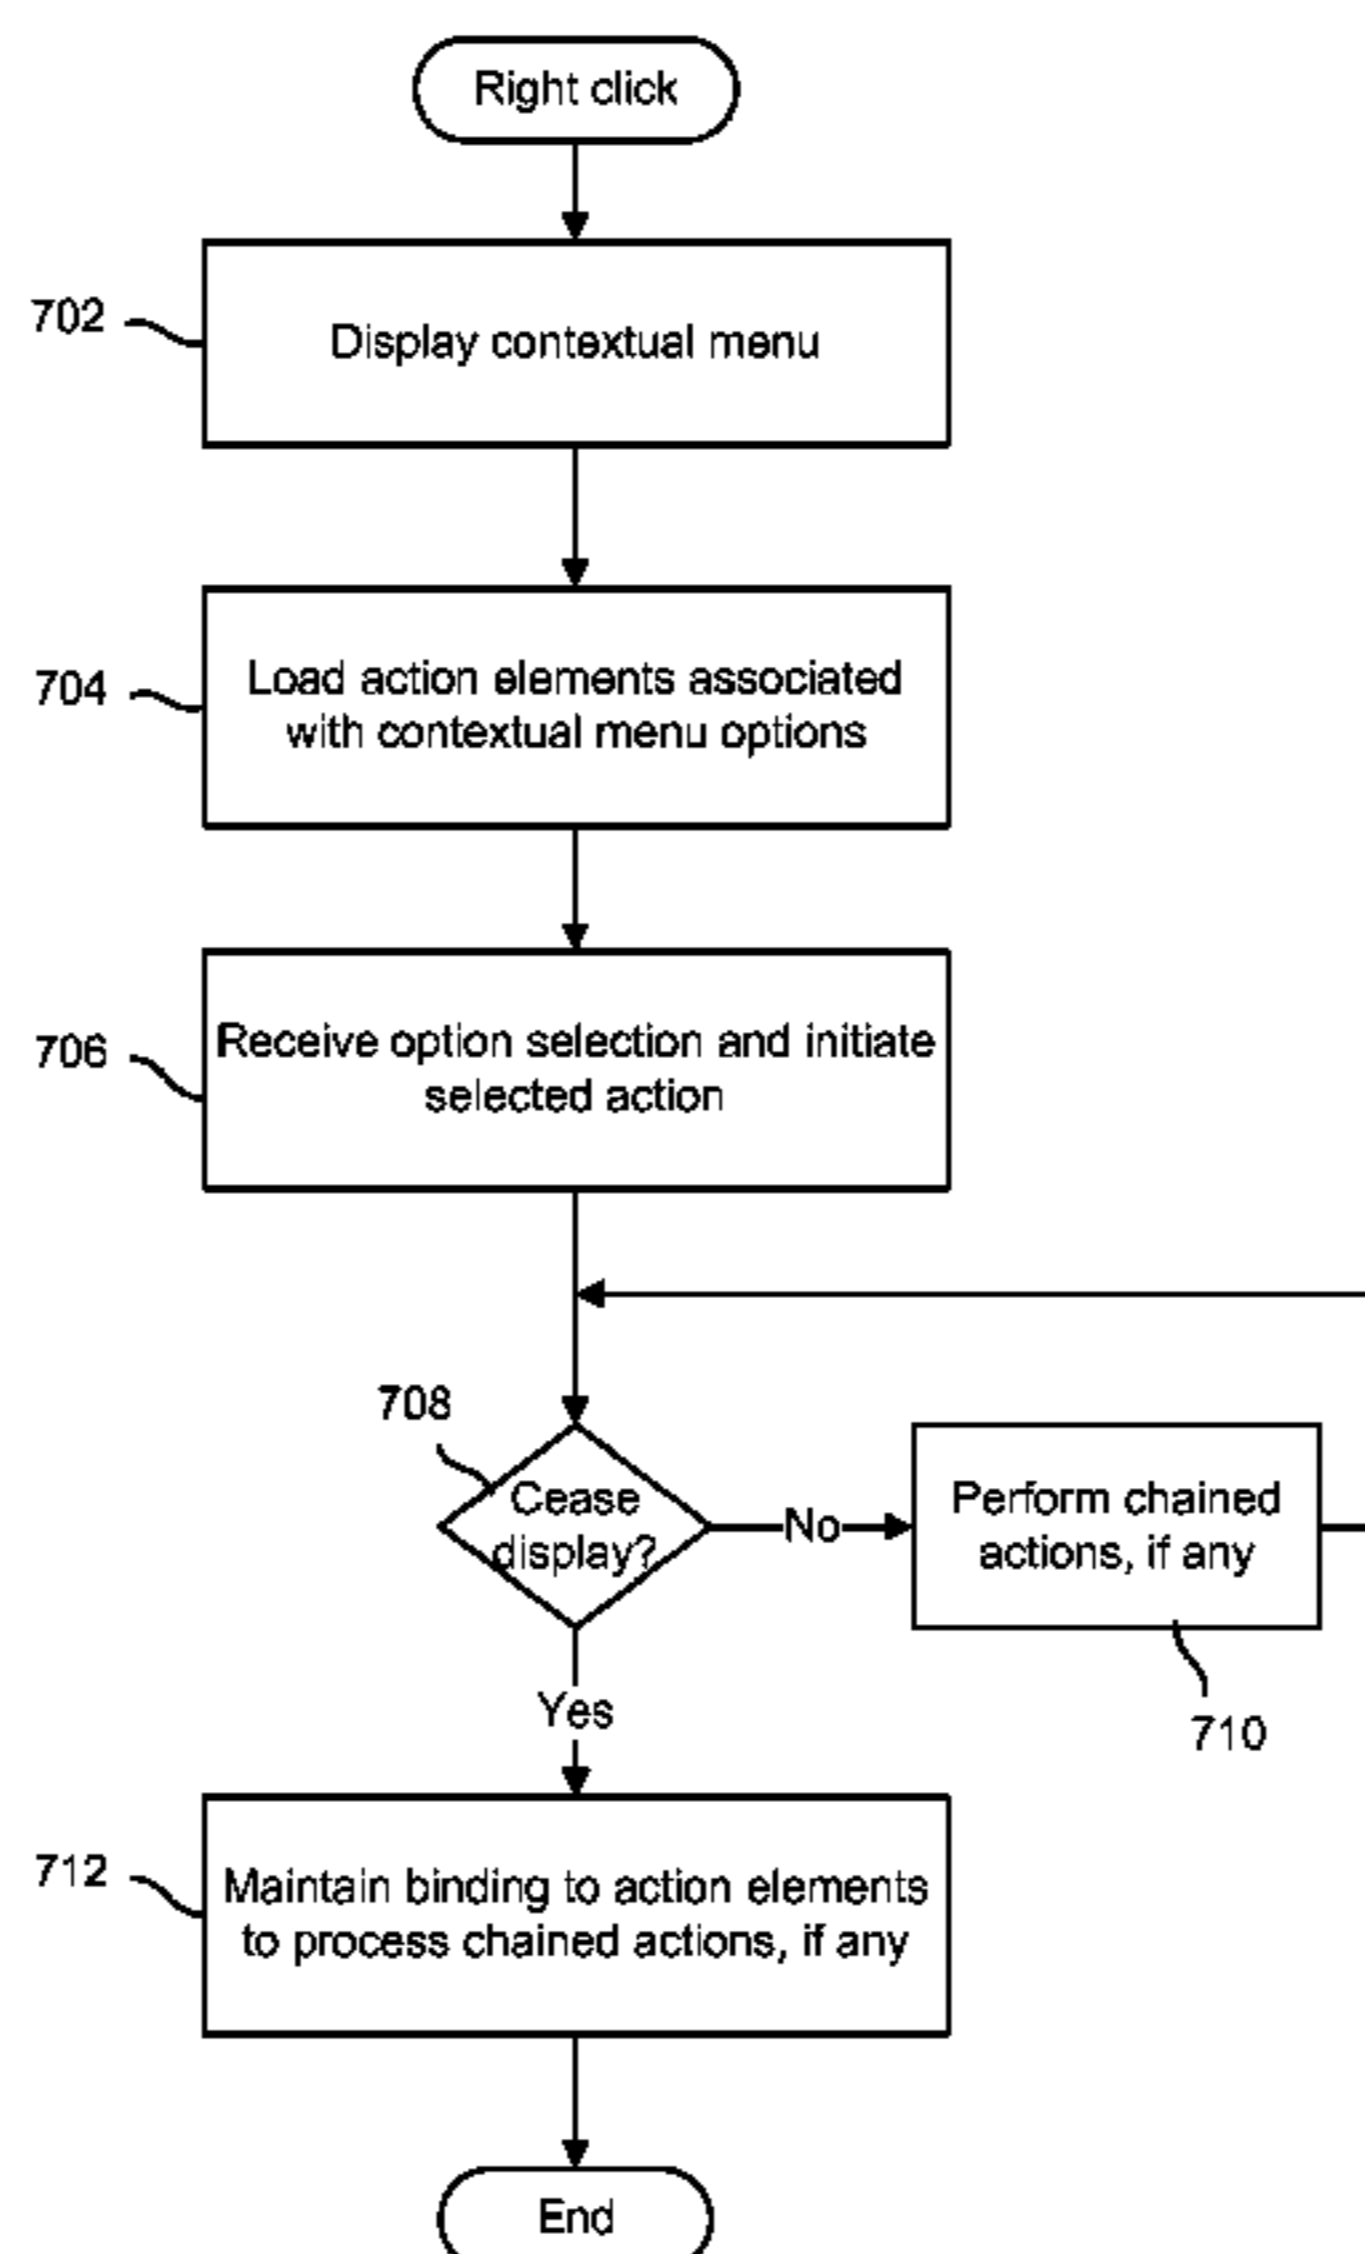 Right click
702
Display contextual menu
704
Load action elements associated
with contextual menu options
706
Receive option selection and initiate
selected action
708
Cease
display?
No
Perform chained
actions, if any
710
Yes
712
Maintain binding to action elements
to process chained actions, if any
End